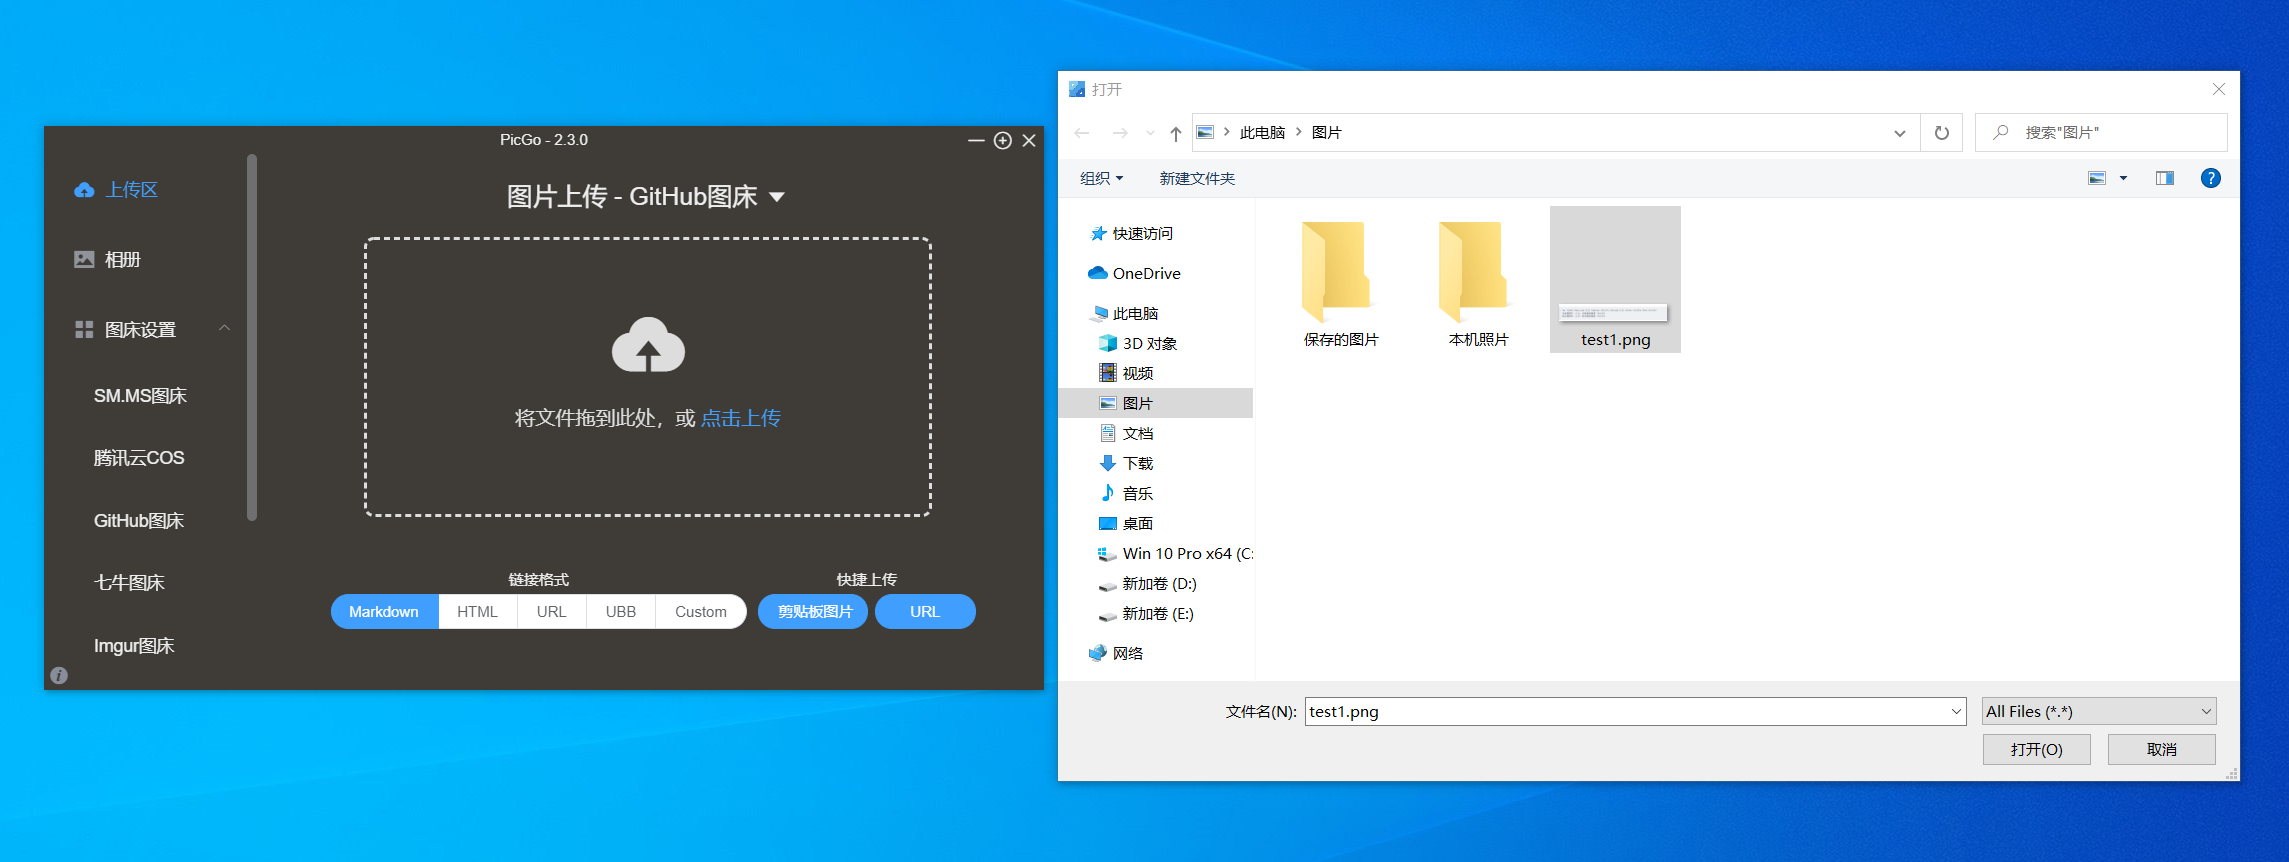 PicGo - 2.3.0
上传区
相册
图床设置
SM.MS图床
腾讯云COS
GitHub图床
七牛图床
Imgur图床
图片上传 - GitHub图床
将文件拖到此处，或 点击上传
链接格式
快捷上传
Markdown HTML URL UBB Custom
剪贴板图片 URL
打开
此电脑 › 图片
搜索"图片"
组织 新建文件夹
快速访问
OneDrive
此电脑
3D 对象
视频
图片
文档
下载
音乐
桌面
Win 10 Pro x64 (C:
新加卷 (D:)
新加卷 (E:)
网络
保存的图片
本机照片
test1.png
文件名(N): test1.png
All Files (*.*)
打开(O) 取消